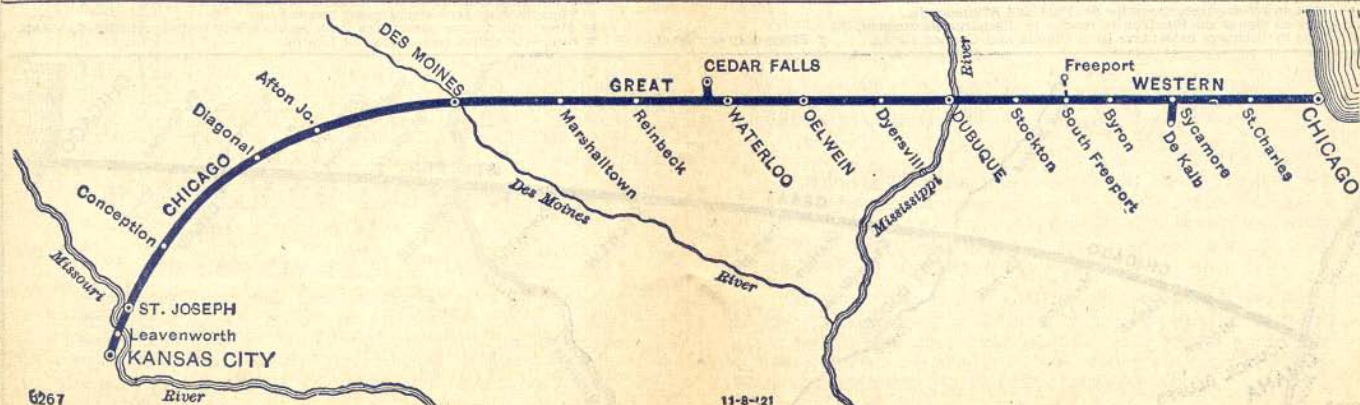 DES MOINES
River
GREAT
CEDAR FALLS
Freeport
WESTERN
Afton Jc.
Diagonal
CHICAGO
Conception
Marshalltown
Reinbeck
WATERLOO
OELWEIN
Dyersville
DUBUQUE
Stockton
South Freeport
Byron
Sycamore
De Kalb
St. Charles
CHICAGO
Des Moines
River
Mississippi
Missouri
ST. JOSEPH
Leavenworth
KANSAS CITY
River
6267
11-8-'21